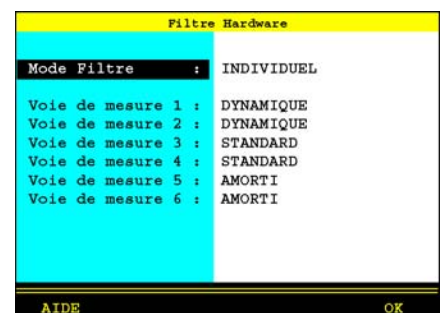 Filtre Hardware
Mode Filtre : INDIVIDUEL
Voie de mesure 1 : DYNAMIQUE
Voie de mesure 2 : DYNAMIQUE
Voie de mesure 3 : STANDARD
Voie de mesure 4 : STANDARD
Voie de mesure 5 : AMORTI
Voie de mesure 6 : AMORTI
AIDE OK